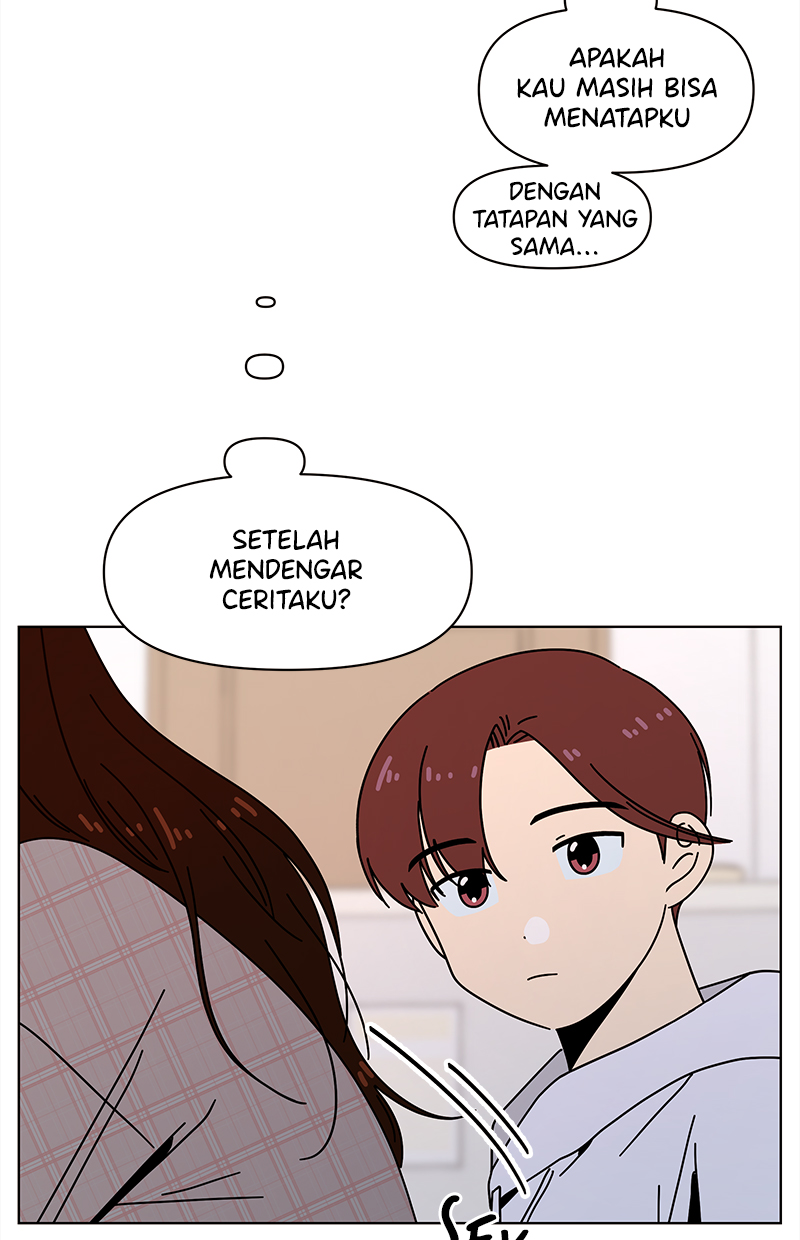 APAKAH
KAU MASIH BISA
MENATAPKU
DENGAN
TATAPAN YANG
SAMA...
SETELAH
MENDENGAR
CERITAKU?